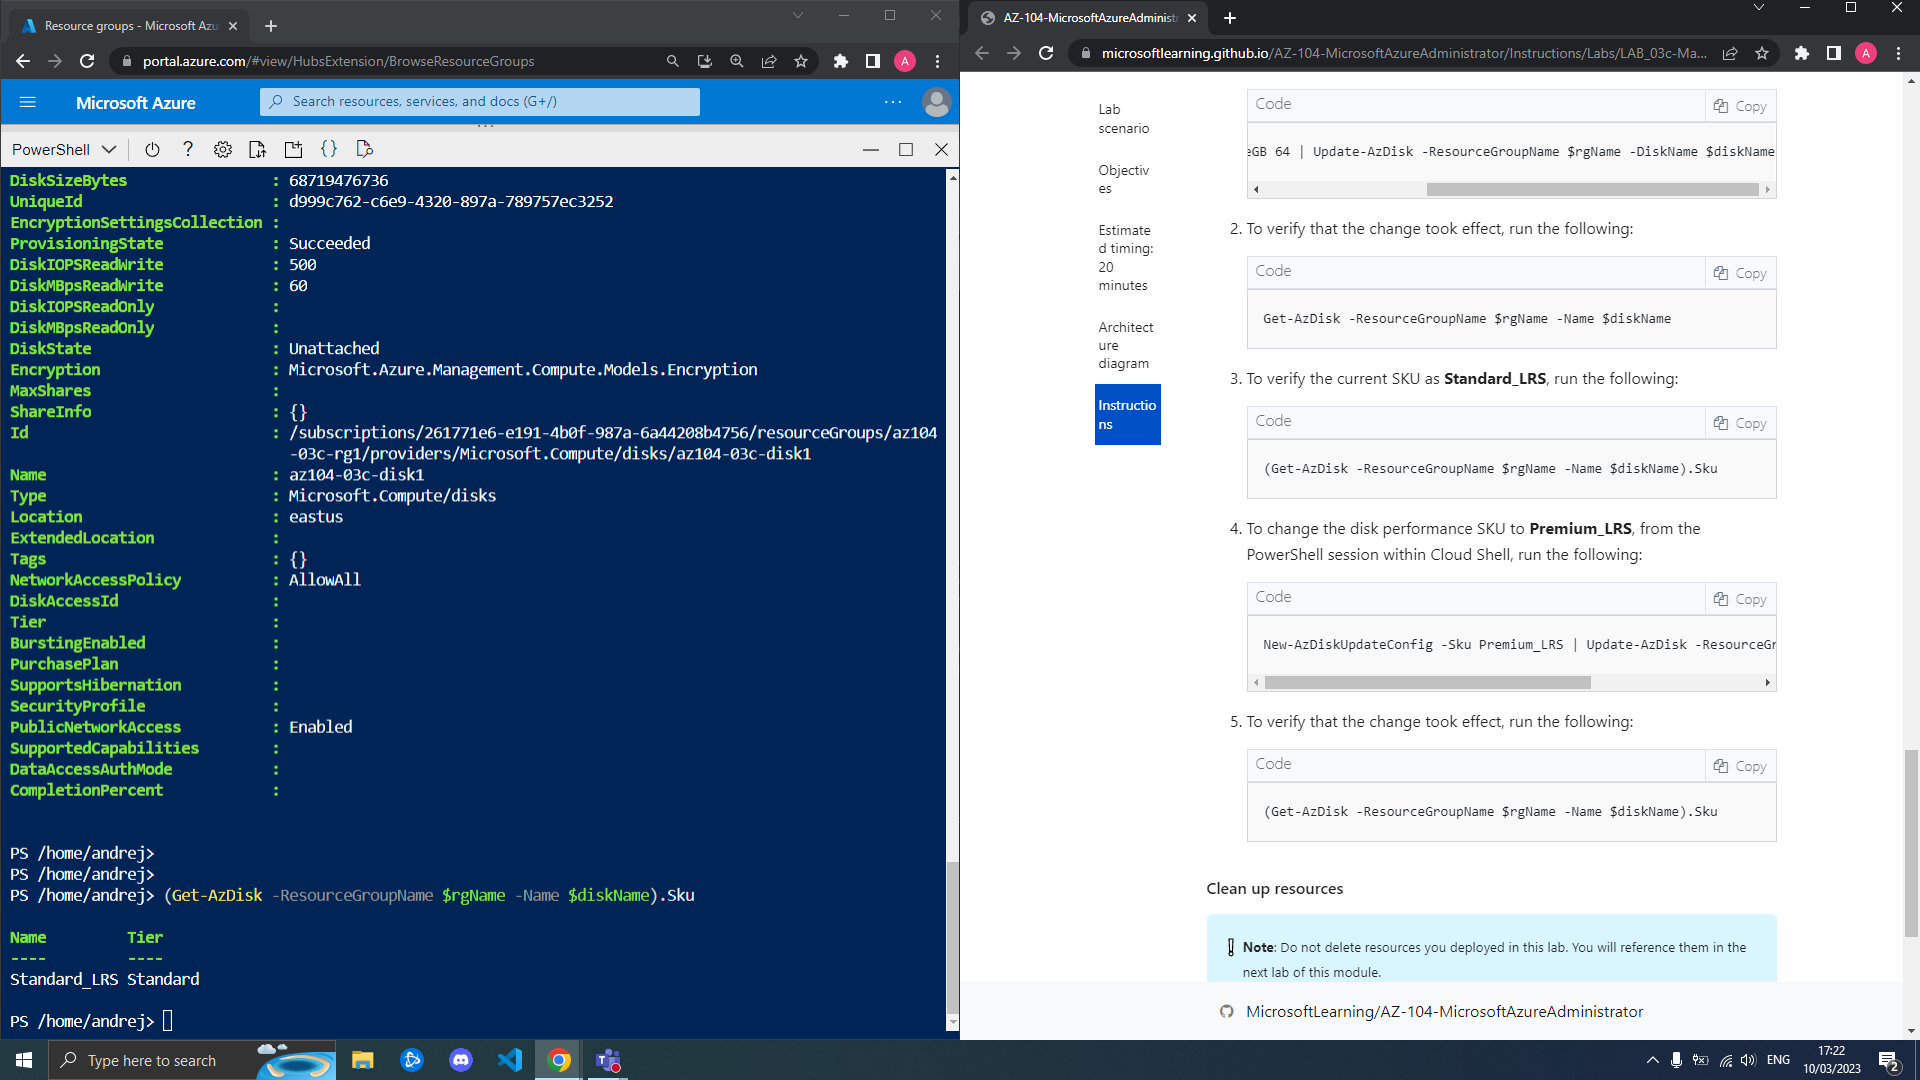 Resource groups - Microsoft Azu
portal.azure.com/#view/HubsExtension/BrowseResourceGroups
A
Microsoft Azure
Search resources, services, and docs (G+/)
PowerShell
DiskSizeBytes : 68719476736
UniqueId : d999c762-c6e9-4320-897a-789757ec3252
EncryptionSettingsCollection :
ProvisioningState : Succeeded
DiskIOPSReadWrite : 500
DiskMBpsReadWrite : 60
DiskIOPSReadOnly :
DiskMBpsReadOnly :
DiskState : Unattached
Encryption : Microsoft.Azure.Management.Compute.Models.Encryption
MaxShares :
ShareInfo : {}
Id : /subscriptions/261771e6-e191-4b0f-987a-6a44208b4756/resourceGroups/az104
-03c-rg1/providers/Microsoft.Compute/disks/az104-03c-disk1
Name : az104-03c-disk1
Type : Microsoft.Compute/disks
Location : eastus
ExtendedLocation :
Tags : {}
NetworkAccessPolicy : AllowAll
DiskAccessId :
Tier :
BurstingEnabled :
PurchasePlan :
SupportsHibernation :
SecurityProfile :
PublicNetworkAccess : Enabled
SupportedCapabilities :
DataAccessAuthMode :
CompletionPercent :
PS /home/andrej>
PS /home/andrej>
PS /home/andrej> (Get-AzDisk -ResourceGroupName $rgName -Name $diskName).Sku
Name Tier
---- ----
Standard_LRS Standard
PS /home/andrej>
AZ-104-MicrosoftAzureAdministr
microsoftlearning.github.io/AZ-104-MicrosoftAzureAdministrator/Instructions/Labs/LAB_03c-Ma...
A
Lab
scenario
Objectiv
es
Estimate
d timing:
20
minutes
Architect
ure
diagram
Instructio
ns
Code
Copy
eGB 64 | Update-AzDisk -ResourceGroupName $rgName -DiskName $diskName
2. To verify that the change took effect, run the following:
Code
Copy
Get-AzDisk -ResourceGroupName $rgName -Name $diskName
3. To verify the current SKU as Standard_LRS, run the following:
Code
Copy
(Get-AzDisk -ResourceGroupName $rgName -Name $diskName).Sku
4. To change the disk performance SKU to Premium_LRS, from the
PowerShell session within Cloud Shell, run the following:
Code
Copy
New-AzDiskUpdateConfig -Sku Premium_LRS | Update-AzDisk -ResourceGr
5. To verify that the change took effect, run the following:
Code
Copy
(Get-AzDisk -ResourceGroupName $rgName -Name $diskName).Sku
Clean up resources
Note: Do not delete resources you deployed in this lab. You will reference them in the
next lab of this module.
MicrosoftLearning/AZ-104-MicrosoftAzureAdministrator
Type here to search
ENG
17:22
10/03/2023
2